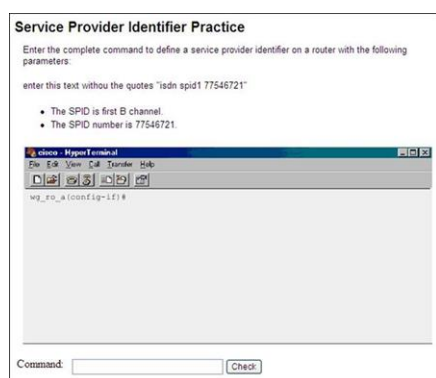 Service Provider Identifier Practice
Enter the complete command to define a service provider identifier on a router with the following
parameters:
enter this text withou the quotes "isdn spid1 77546721"
• The SPID is first B channel.
• The SPID number is 77546721.
cisco - HyperTerminal
File Edit View Call Transfer Help
wg_ro_a(config-if)#
Command:
Check